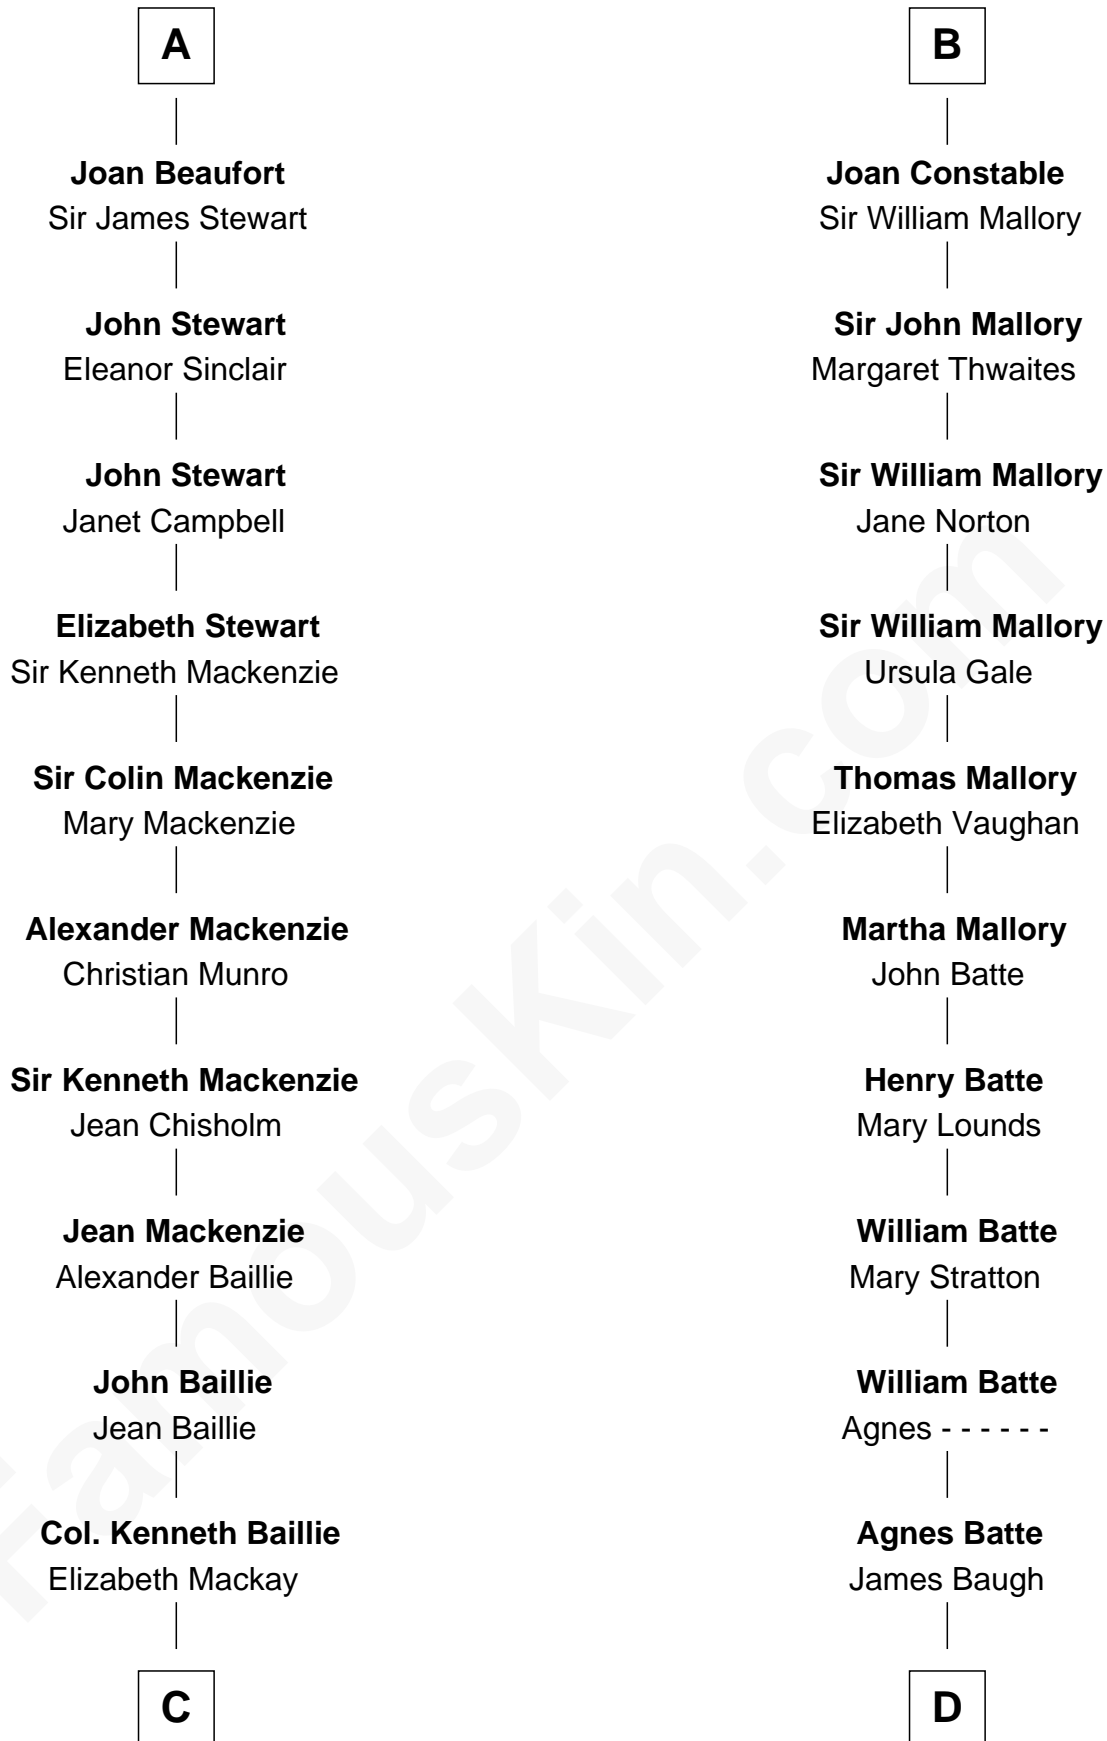 A
Joan Beaufort
Sir James Stewart
John Stewart
Eleanor Sinclair
John Stewart
Janet Campbell
Elizabeth Stewart
Sir Kenneth Mackenzie
Sir Colin Mackenzie
Mary Mackenzie
Alexander Mackenzie
Christian Munro
Sir Kenneth Mackenzie
Jean Chisholm
Jean Mackenzie
Alexander Baillie
John Baillie
Jean Baillie
Col. Kenneth Baillie
Elizabeth Mackay
C
B
Joan Constable
Sir William Mallory
Sir John Mallory
Margaret Thwaites
Sir William Mallory
Jane Norton
Sir William Mallory
Ursula Gale
Thomas Mallory
Elizabeth Vaughan
Martha Mallory
John Batte
Henry Batte
Mary Lounds
William Batte
Mary Stratton
William Batte
Agnes - - - - - -
Agnes Batte
James Baugh
D
FamousKin.com